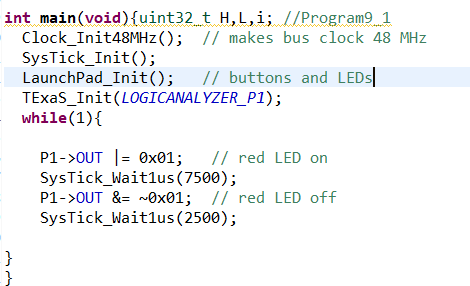 int main(void){uint32_t H,L,i; //Program9_1
Clock_Init48MHz();  // makes bus clock 48 MHz
SysTick_Init();
LaunchPad_Init();   // buttons and LEDs
TExaS_Init(LOGICANALYZER_P1);
while(1){
P1->OUT |= 0x01;   // red LED on
SysTick_Wait1us(7500);
P1->OUT &= ~0x01;  // red LED off
SysTick_Wait1us(2500);
}
}